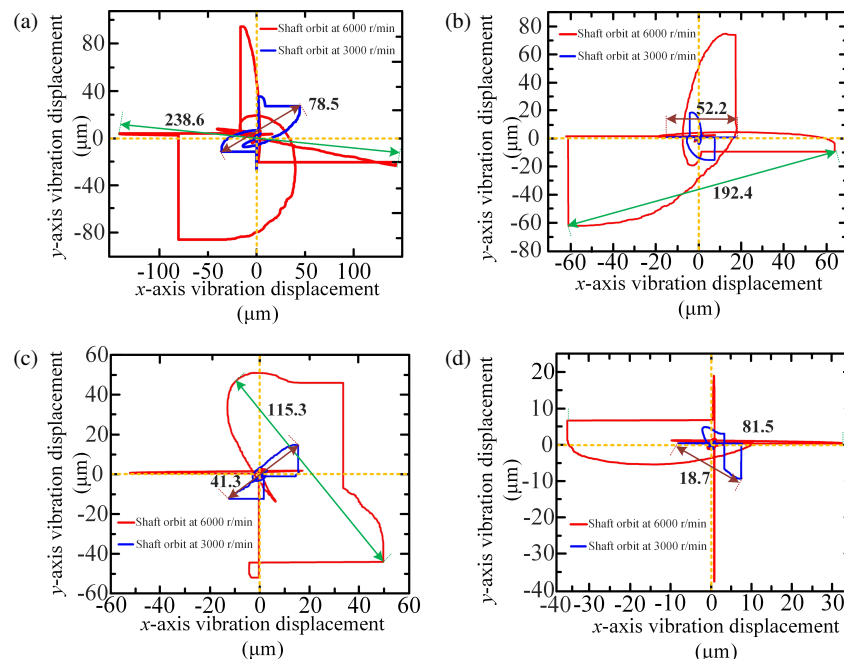 (a)
Shaft orbit at 6000 r/min
Shaft orbit at 3000 r/min
238.6
78.5
80
40
0
-40
-80
-100
-50
0
50
100
y-axis vibration displacement
(μm)
x-axis vibration displacement
(μm)
(b)
Shaft orbit at 6000 r/min
Shaft orbit at 3000 r/min
52.2
192.4
80
60
40
20
0
-20
-40
-60
-80
-60
-40
-20
0
20
40
60
y-axis vibration displacement
(μm)
x-axis vibration displacement
(μm)
(c)
115.3
41.3
Shaft orbit at 6000 r/min
Shaft orbit at 3000 r/min
60
40
20
0
-20
-40
-60
-60
-40
-20
0
20
40
60
y-axis vibration displacement
(μm)
x-axis vibration displacement
(μm)
(d)
81.5
18.7
Shaft orbit at 6000 r/min
Shaft orbit at 3000 r/min
20
10
0
-10
-20
-30
-40
-40
-30
-20
-10
0
10
20
30
y-axis vibration displacement
(μm)
x-axis vibration displacement
(μm)